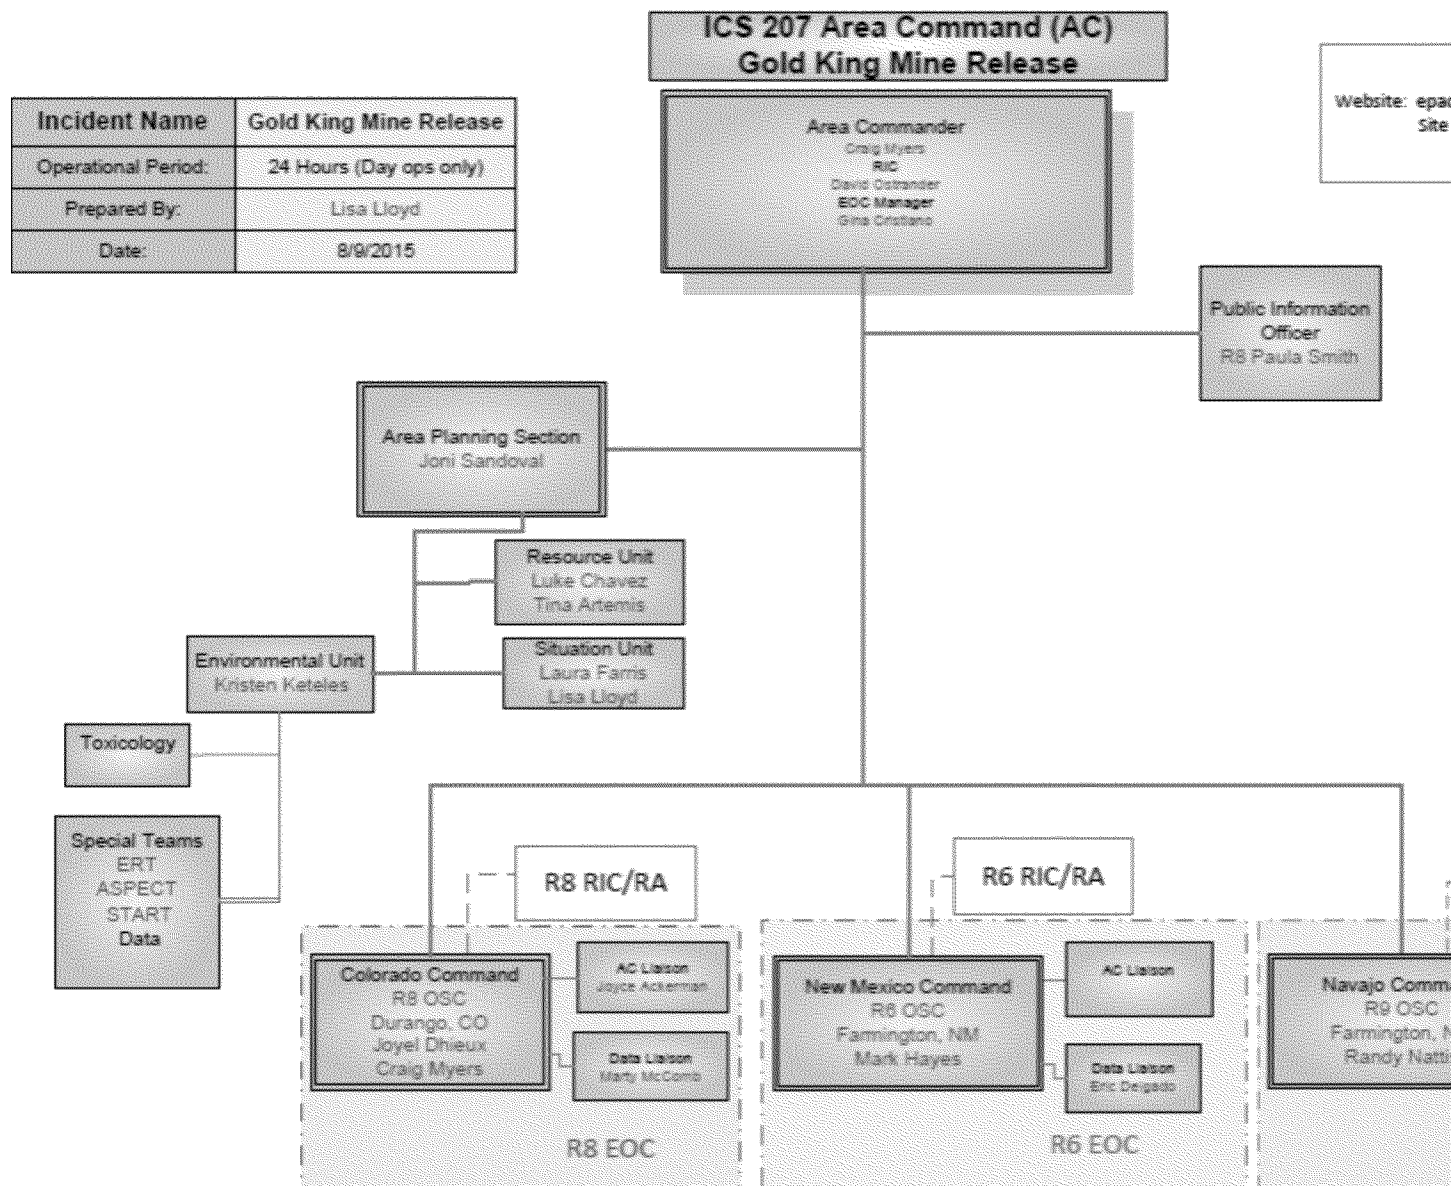 ICS 207 Area Command (AC)
Gold King Mine Release
Website: epao
Site
Incident Name Gold King Mine Release
Operational Period: 24 Hours (Day ops only)
Prepared By: Lisa Lloyd
Date: 8/9/2015
Area Commander
Craig Myers
RIC
David Ostrander
EOC Manager
Gina Cristiano
Public Information
Officer
R8 Paula Smith
Area Planning Section
Joni Sandoval
Resource Unit
Luke Chavez
Tina Artemis
Situation Unit
Laura Farris
Lisa Lloyd
Environmental Unit
Kristen Keteles
Toxicology
Special Teams
ERT
ASPECT
START
Data
R8 RIC/RA
R6 RIC/RA
Colorado Command
R8 OSC
Durango, CO
Joyel Dhieux
Craig Myers
AC Liaison
Joyce Ackerman
Data Liaison
Marty McComb
R8 EOC
New Mexico Command
R6 OSC
Farmington, NM
Mark Hayes
AC Liaison
Data Liaison
Eric Delgado
R6 EOC
Navajo Comma
R9 OSC
Farmington, N
Randy Natti